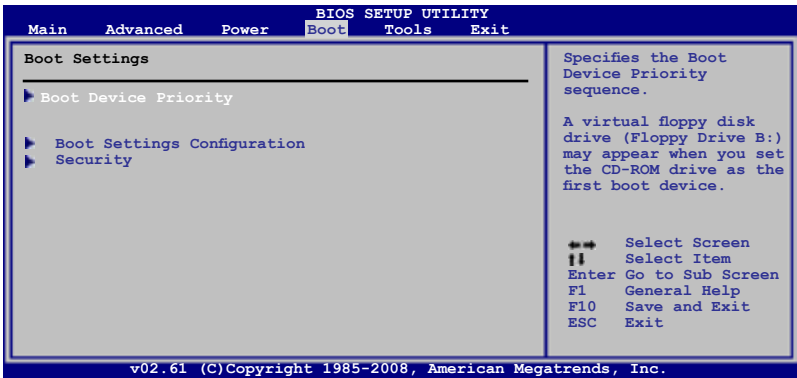 BIOS SETUP UTILITY
Main Advanced Power Boot Tools Exit
Boot Settings
Boot Device Priority
Boot Settings Configuration
Security
Specifies the Boot
Device Priority
sequence.
A virtual floppy disk
drive (Floppy Drive B:)
may appear when you set
the CD-ROM drive as the
first boot device.
Select Screen
Select Item
Enter Go to Sub Screen
F1 General Help
F10 Save and Exit
ESC Exit
v02.61 (C)Copyright 1985-2008, American Megatrends, Inc.